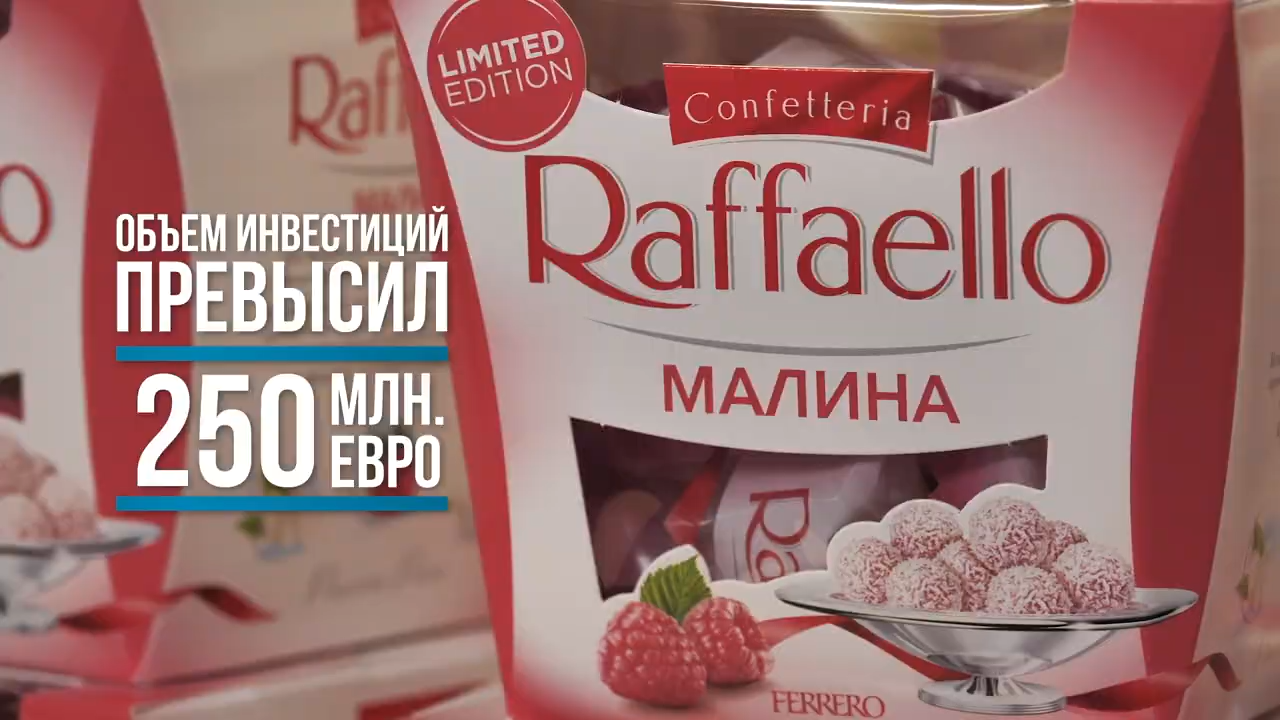 LIMITED
EDITION
Confetteria
Raffaello
МАЛИНА
FERRERO
ОБЪЕМ ИНВЕСТИЦИЙ
ПРЕВЫСИЛ
250 МЛН.
ЕВРО